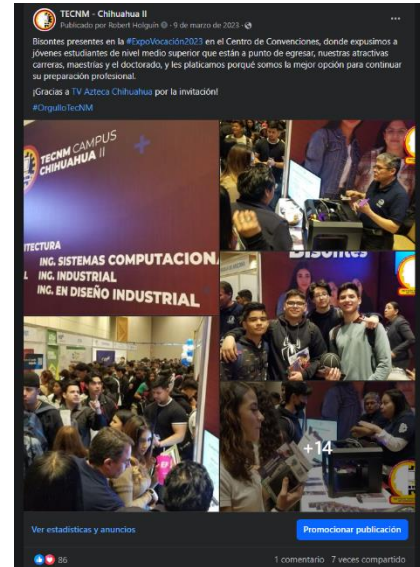 TECNM - Chihuahua II
Publicado por Robert Holguin · 9 de marzo de 2023 ·
Bisontes presentes en la #ExpoVocación2023 en el Centro de Convenciones, donde expusimos a
jóvenes estudiantes de nivel medio superior que están a punto de egresar, nuestras atractivas
carreras, maestrías y el doctorado, y les platicamos porqué somos la mejor opción para continuar
su preparación profesional.
¡Gracias a TV Azteca Chihuahua por la invitación!
#OrgulloTecNM
TECNM CAMPUS
CHIHUAHUA II
ITECTURA
ING. SISTEMAS COMPUTACION
ING. INDUSTRIAL
ING. EN DISEÑO INDUSTRIAL
Bisontes
+14
Ver estadísticas y anuncios
Promocionar publicación
86
1 comentario 7 veces compartido